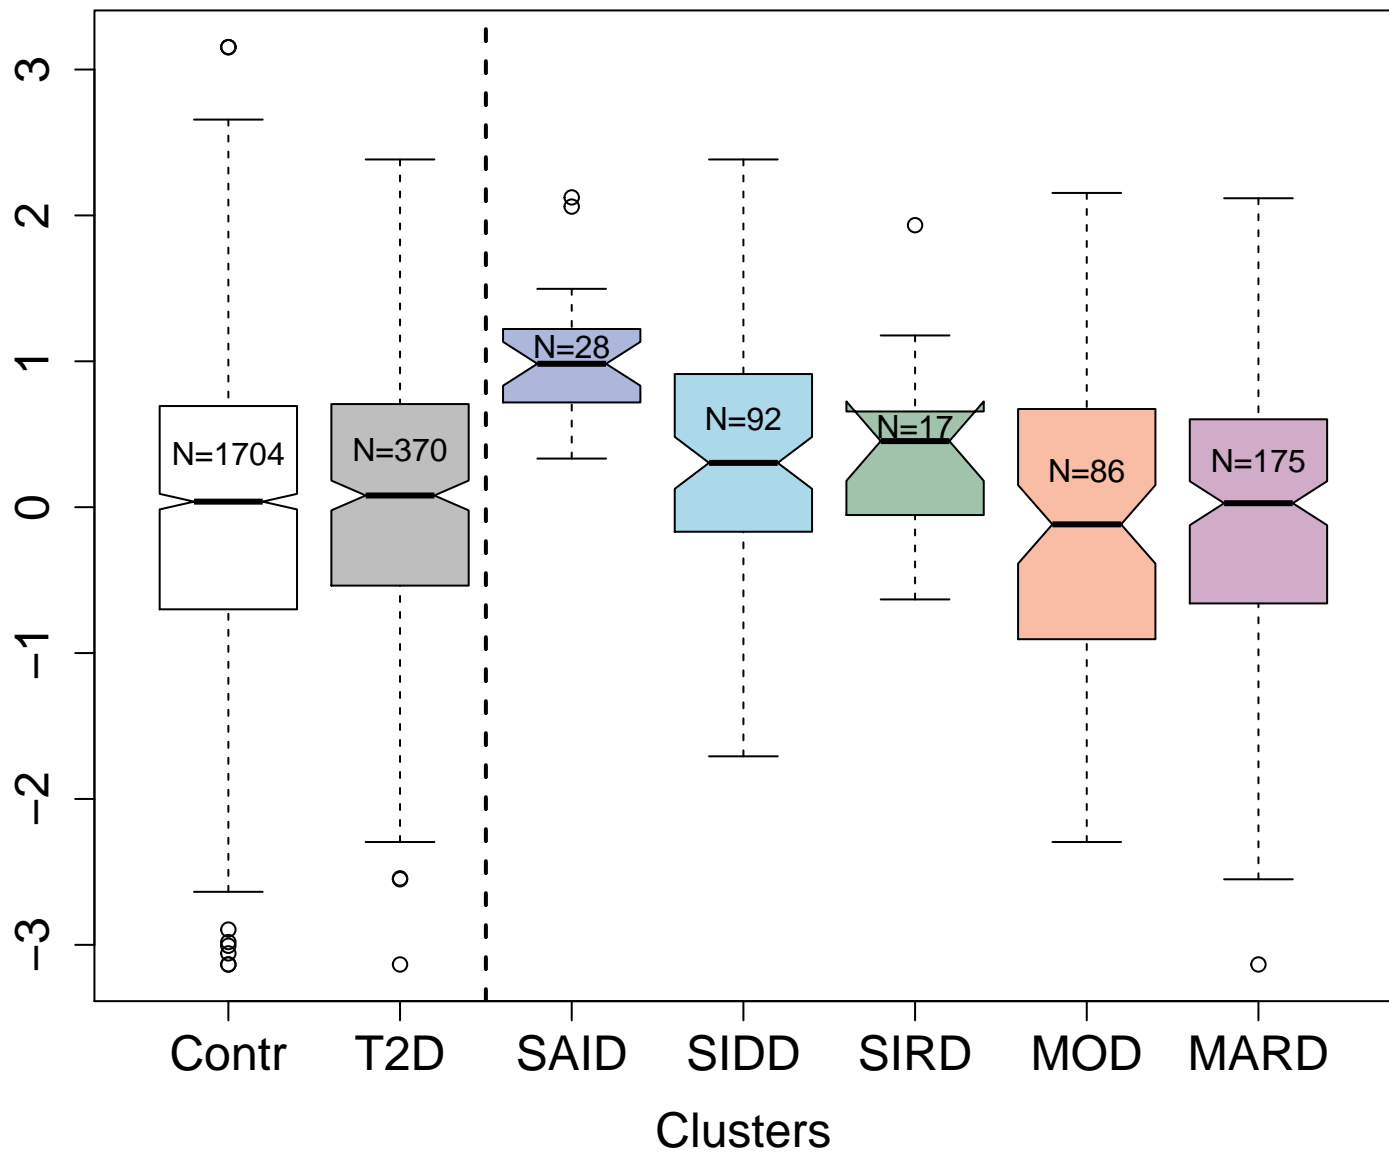 3
2
1
0
−1
−2
−3
N=1704
N=370
N=28
N=92
N=17
N=86
N=175
Contr T2D SAID SIDD SIRD MOD MARD
Clusters